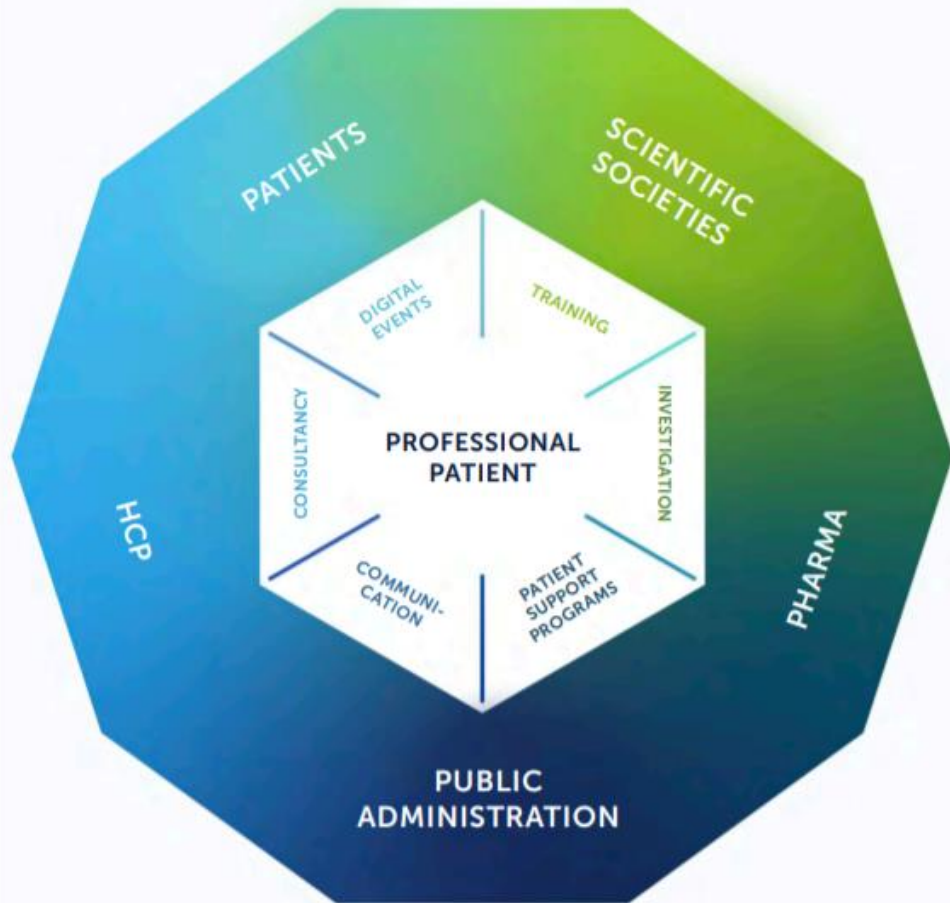 PATIENTS
SCIENTIFIC
SOCIETIES
DIGITAL
EVENTS
TRAINING
CONSULTANCY
PROFESSIONAL
PATIENT
INVESTIGATION
HCP
PHARMA
COMMUNI-
CATION
PATIENT
SUPPORT
PROGRAMS
PUBLIC
ADMINISTRATION